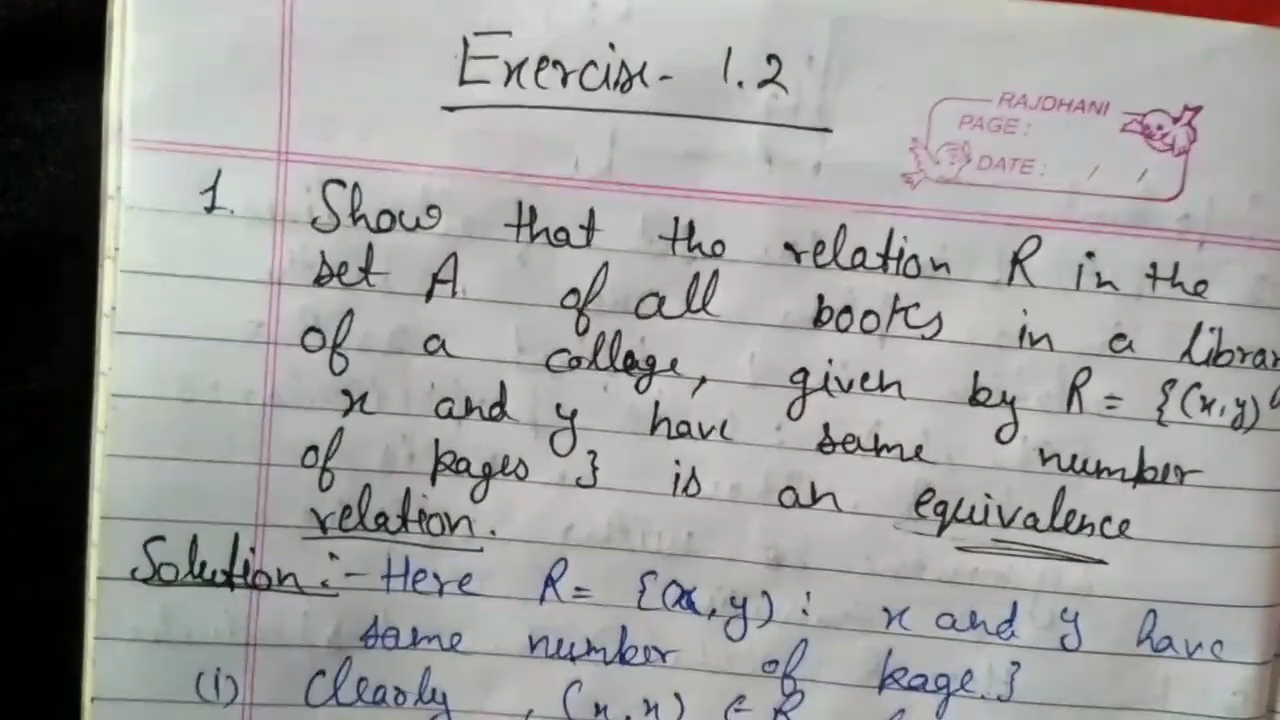 Exercise - 1.2
RAJDHANI
PAGE:
DATE: / /
1. Show that the relation R in the
set A of all books in a librar
of a college, given by R = {(x,y)
x and y have same number
of pages } is an equivalence
relation.
Solution :- Here R = {(x,y) : x and y have
same number of page.}
(i) Clearly, (x,x) ∈ R